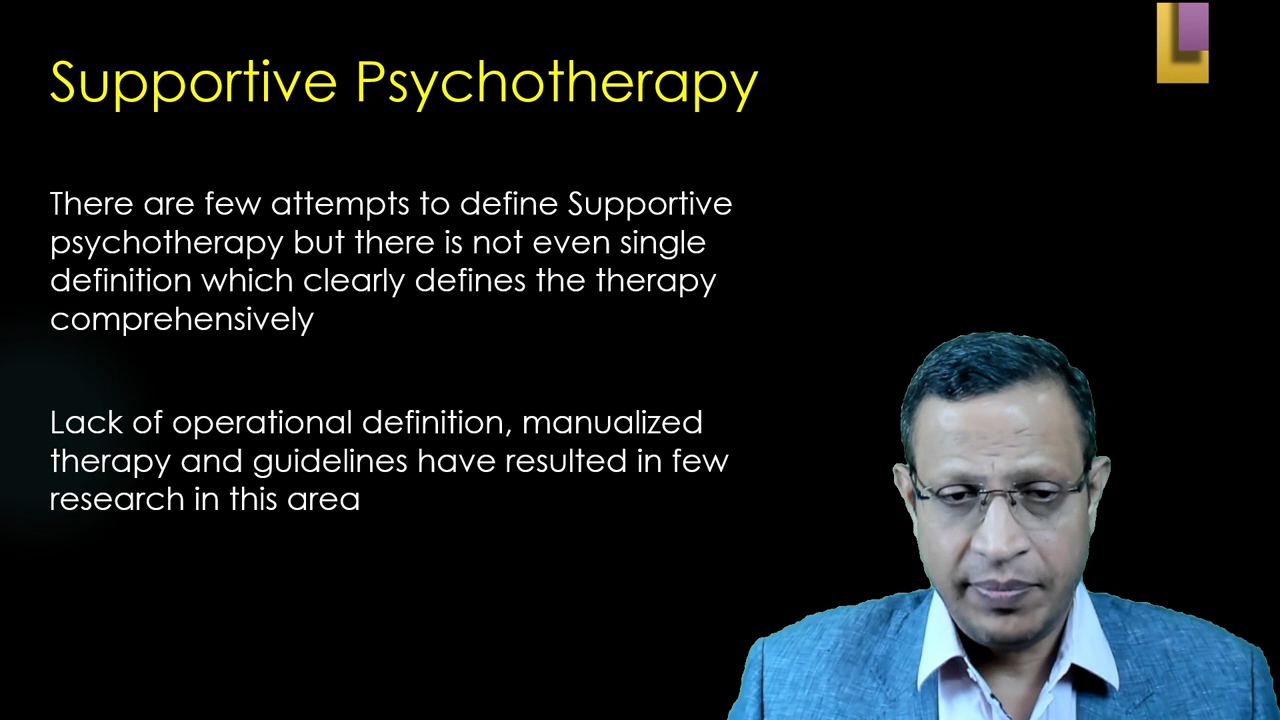 Supportive Psychotherapy
There are few attempts to define Supportive
psychotherapy but there is not even single
definition which clearly defines the therapy
comprehensively
Lack of operational definition, manualized
therapy and guidelines have resulted in few
research in this area